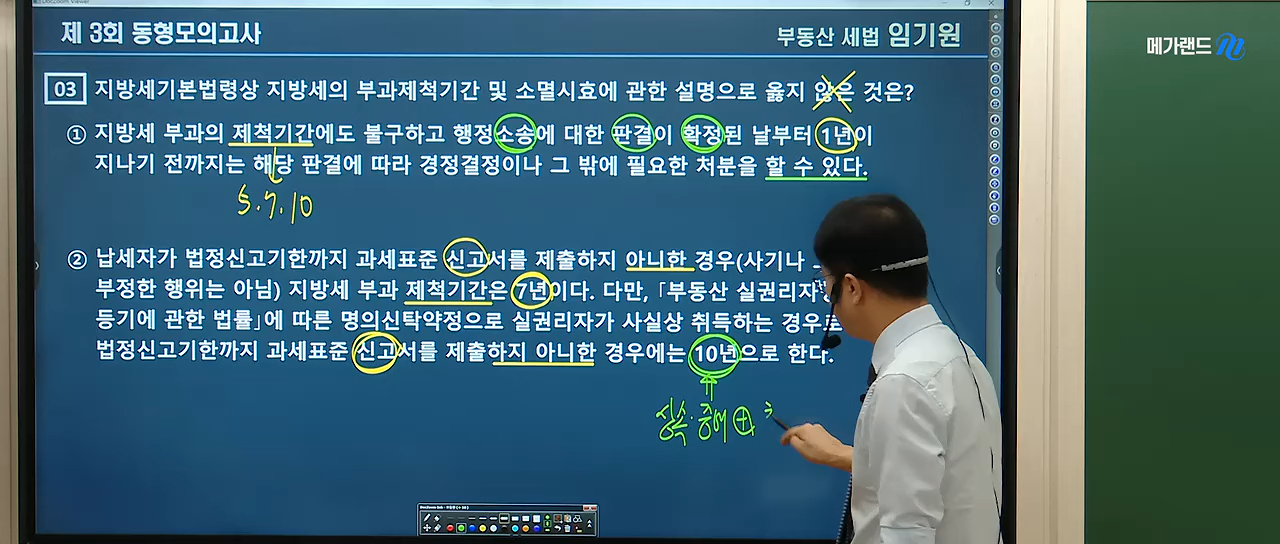 제 3회 동형모의고사
부동산 세법 임기원
메가랜드
03 지방세기본법령상 지방세의 부과제척기간 및 소멸시효에 관한 설명으로 옳지 않은 것은?
① 지방세 부과의 제척기간에도 불구하고 행정소송에 대한 판결이 확정된 날부터 1년이
지나기 전까지는 해당 판결에 따라 경정결정이나 그 밖에 필요한 처분을 할 수 있다.
5.7.10
② 납세자가 법정신고기한까지 과세표준 신고서를 제출하지 아니한 경우(사기나
부정한 행위는 아님) 지방세 부과 제척기간은 7년이다. 다만, 「부동산 실권리자
등기에 관한 법률」에 따른 명의신탁약정으로 실권리자가 사실상 취득하는 경우로
법정신고기한까지 과세표준 신고서를 제출하지 아니한 경우에는 10년으로 한다.
상속·증여 +